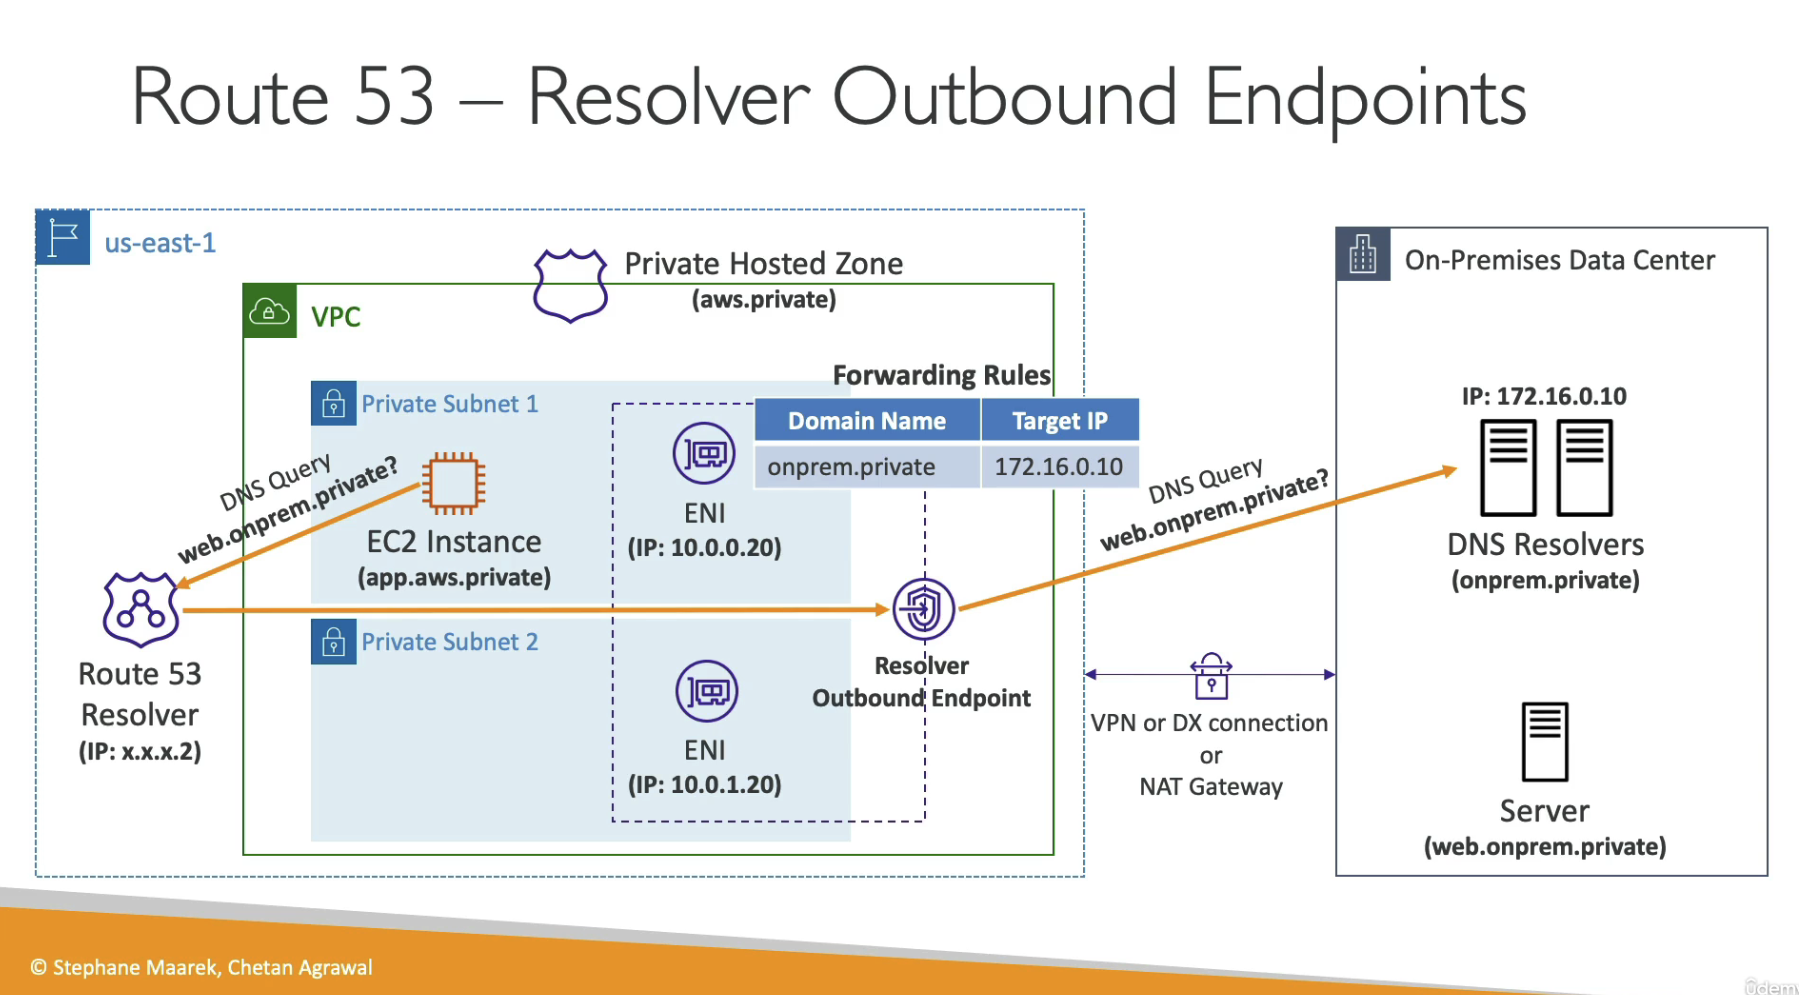 Route 53 – Resolver Outbound Endpoints
us-east-1
Private Hosted Zone
(aws.private)
On-Premises Data Center
VPC
Forwarding Rules
Domain Name Target IP
onprem.private 172.16.0.10
Private Subnet 1
DNS Query
web.onprem.private?
EC2 Instance
(app.aws.private)
ENI
(IP: 10.0.0.20)
DNS Query
web.onprem.private?
IP: 172.16.0.10
DNS Resolvers
(onprem.private)
Route 53
Resolver
(IP: x.x.x.2)
Private Subnet 2
ENI
(IP: 10.0.1.20)
Resolver
Outbound Endpoint
VPN or DX connection
or
NAT Gateway
Server
(web.onprem.private)
© Stephane Maarek, Chetan Agrawal
ûdemy